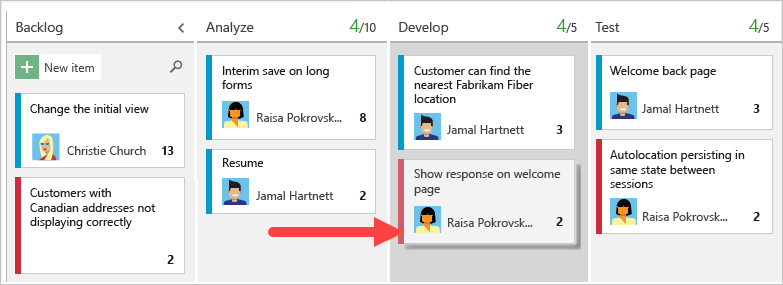 Backlog
New item
Change the initial view
Christie Church 13
Customers with
Canadian addresses not
displaying correctly
2
Analyze 4/10
Interim save on long
forms
Raisa Pokrovsk... 8
Resume
Jamal Hartnett 2
Develop 4/5
Customer can find the
nearest Fabrikam Fiber
location
Jamal Hartnett 3
Show response on welcome
page
Raisa Pokrovsk... 2
Test 4/5
Welcome back page
Jamal Hartnett 3
Autolocation persisting in
same state between
sessions
Raisa Pokrovsk... 2